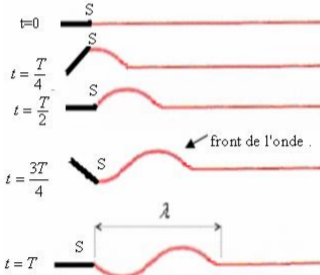 S
t=0
S
t = T/4
S
t = T/2
front de l'onde .
t = 3T/4
S
λ
S
t = T